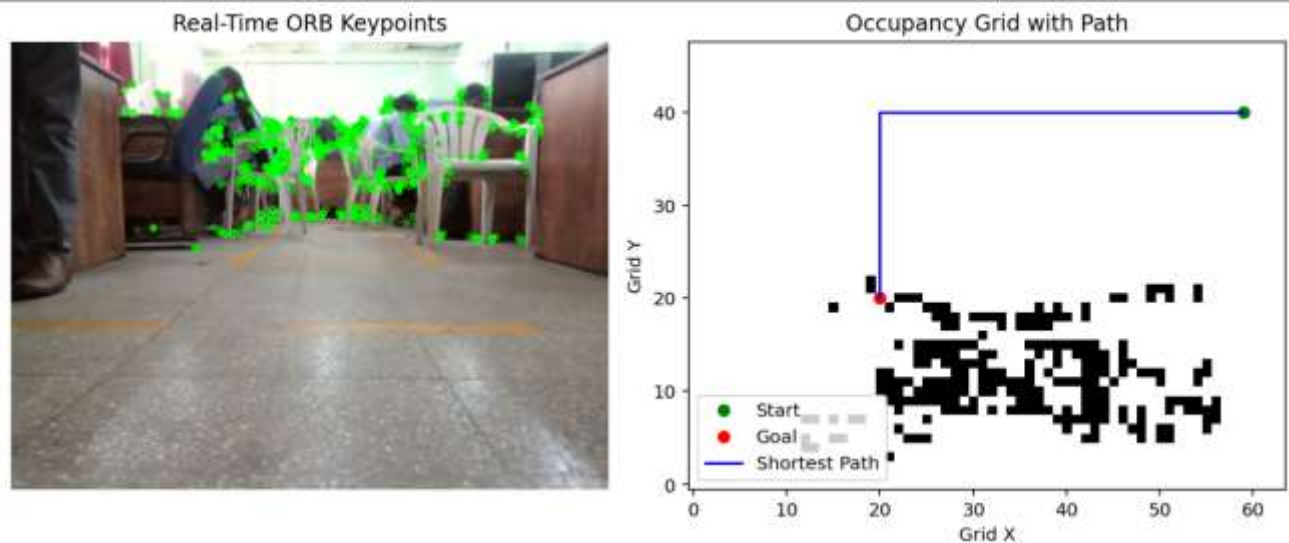 Real-Time ORB Keypoints
Occupancy Grid with Path
Grid Y
40
30
20
10
0
Start
Goal
Shortest Path
0 10 20 30 40 50 60
Grid X